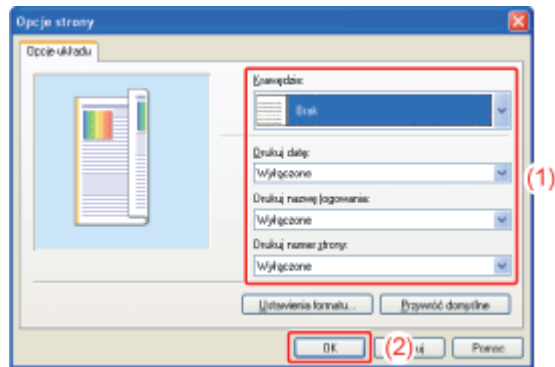 Opcje strony
Opcje układu
Krawędzie:
Brak
Drukuj datę:
Wyłączone
(1)
Drukuj nazwę logowania:
Wyłączone
Drukuj numer strony:
Wyłączone
Ustawienia formatu... Przywróć domyślne
OK (2) uj Pomoc